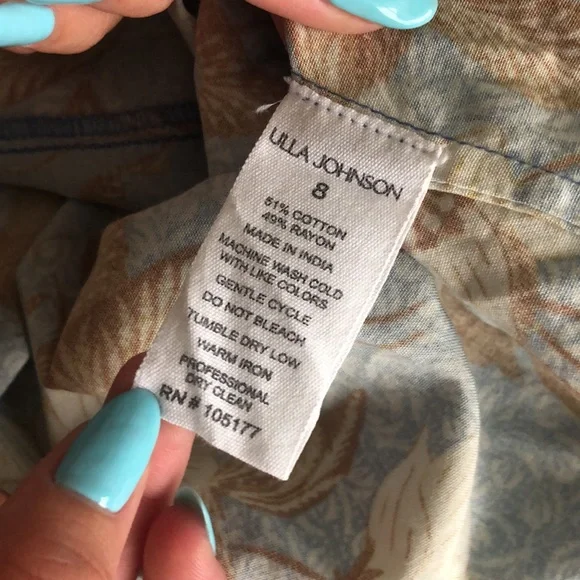 ULLA JOHNSON
8
51% COTTON
49% RAYON
MADE IN INDIA
MACHINE WASH COLD
WITH LIKE COLORS
GENTLE CYCLE
DO NOT BLEACH
TUMBLE DRY LOW
WARM IRON
PROFESSIONAL
DRY CLEAN
RN # 105177